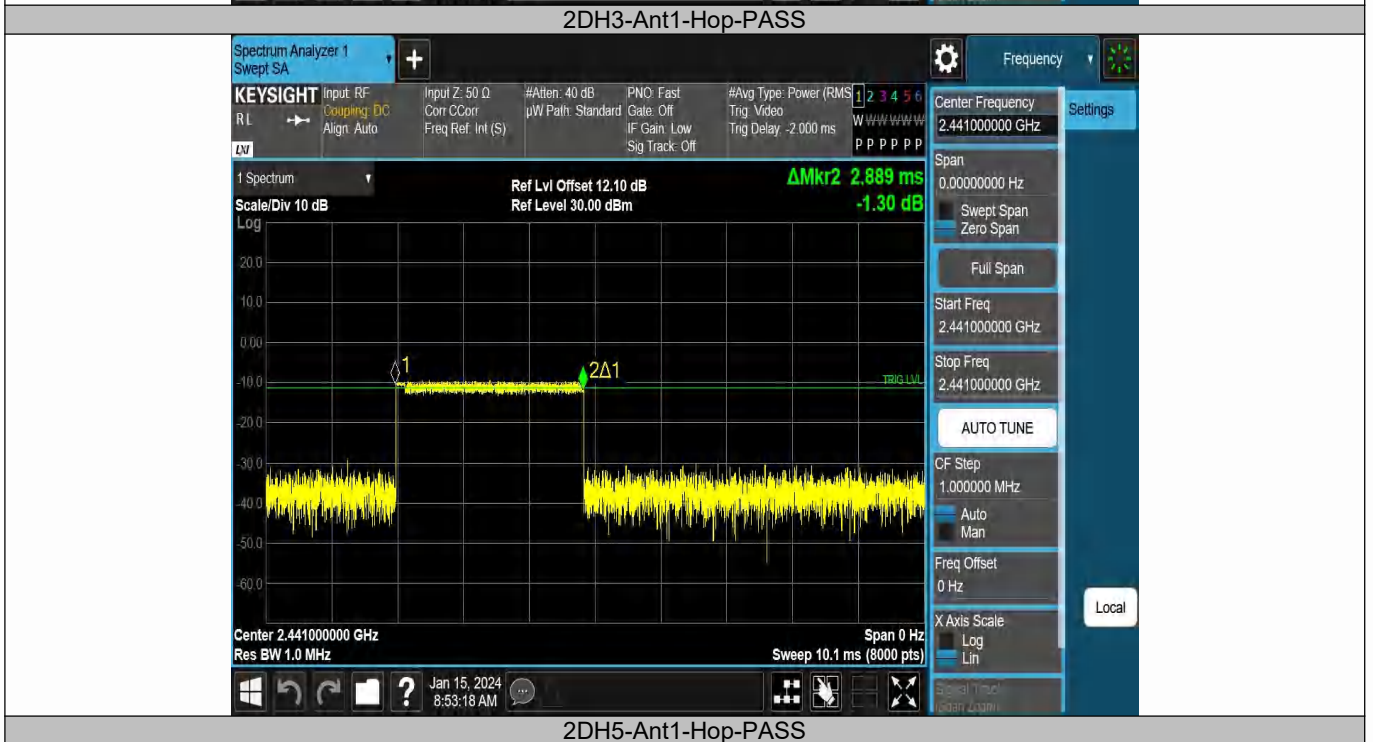 2DH3-Ant1-Hop-PASS
Spectrum Analyzer 1
Swept SA
+
Frequency
KEYSIGHT
RL
LXI
Input: RF
Coupling: DC
Align: Auto
Input Z: 50 Ω
Corr CCorr
Freq Ref: Int (S)
#Atten: 40 dB
µW Path: Standard
PNO: Fast
Gate: Off
IF Gain: Low
Sig Track: Off
#Avg Type: Power (RMS
Trig: Video
Trig Delay: -2.000 ms
1 2 3 4 5 6
W W W W W W
P P P P P P
1 Spectrum
Scale/Div 10 dB
Log
Ref Lvl Offset 12.10 dB
Ref Level 30.00 dBm
ΔMkr2 2.889 ms
-1.30 dB
20.0
10.0
0.00
-10.0
-20.0
-30.0
-40.0
-50.0
-60.0
1
2Δ1
TRIG LVL
Center 2.441000000 GHz
Res BW 1.0 MHz
Span 0 Hz
Sweep 10.1 ms (8000 pts)
Center Frequency
2.441000000 GHz
Settings
Span
0.00000000 Hz
Swept Span
Zero Span
Full Span
Start Freq
2.441000000 GHz
Stop Freq
2.441000000 GHz
AUTO TUNE
CF Step
1.000000 MHz
Auto
Man
Freq Offset
0 Hz
X Axis Scale
Log
Lin
Local
?
Jan 15, 2024
8:53:18 AM
2DH5-Ant1-Hop-PASS